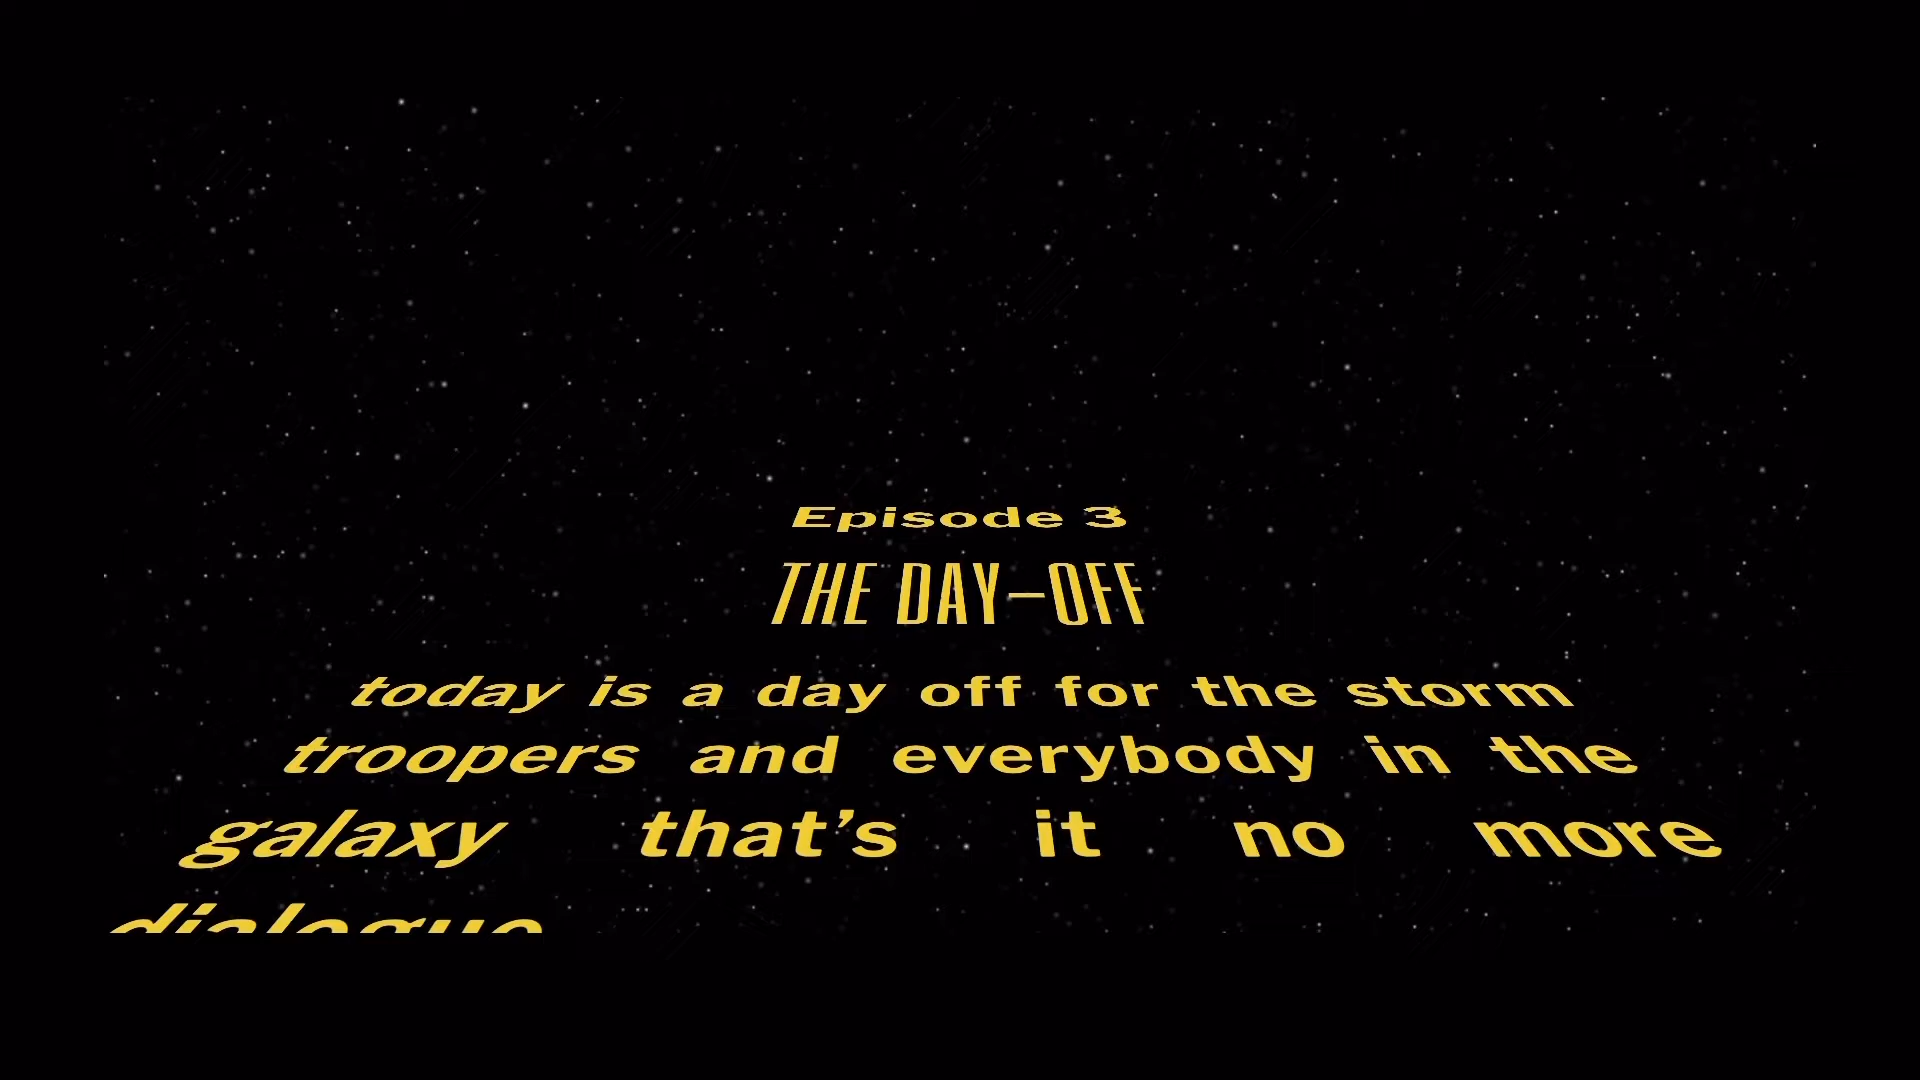 Episode 3
THE DAY-OFF
today is a day off for the storm
troopers and everybody in the
galaxy that's it no more
dialogue